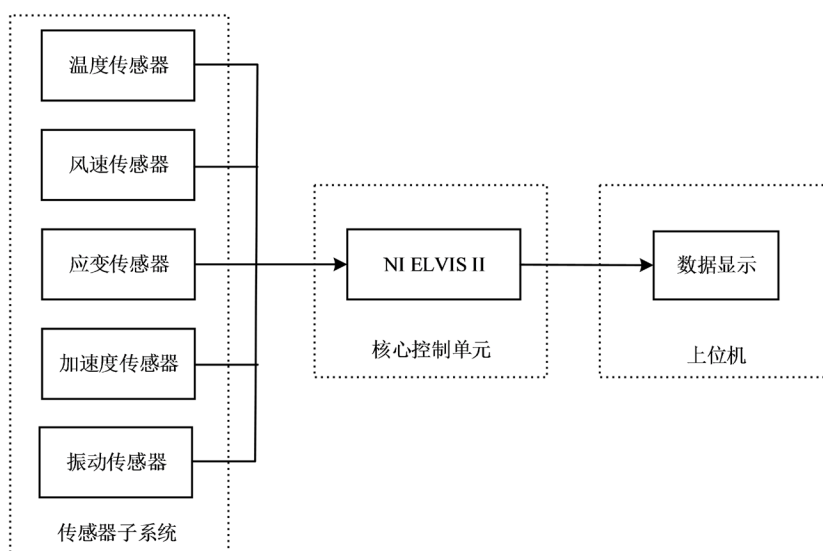 温度传感器
风速传感器
应变传感器
加速度传感器
振动传感器
传感器子系统
NI ELVIS II
核心控制单元
数据显示
上位机